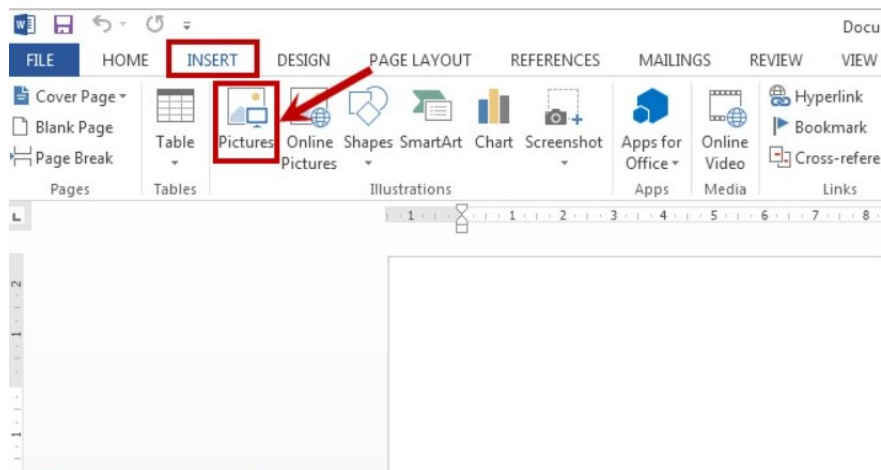 Docu
FILE HOME INSERT DESIGN PAGE LAYOUT REFERENCES MAILINGS REVIEW VIEW
Cover Page
Blank Page
Page Break
Table
Pictures
Online
Pictures
Shapes
SmartArt
Chart
Screenshot
Apps for
Office
Online
Video
Hyperlink
Bookmark
Cross-refere
Pages
Tables
Illustrations
Apps
Media
Links
1 1 2 3 4 5 6 7 8
2
1
1